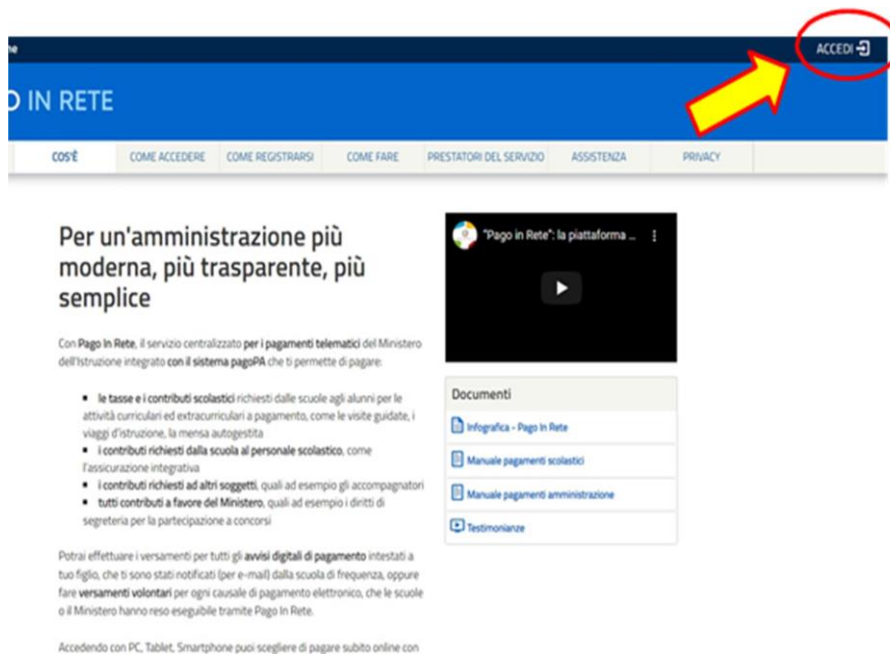 ne
ACCEDI
O IN RETE
COS'È COME ACCEDERE COME REGISTRARSI COME FARE PRESTATORI DEL SERVIZIO ASSISTENZA PRIVACY
Per un'amministrazione più
moderna, più trasparente, più
semplice
Con Pago In Rete, il servizio centralizzato per i pagamenti telematici del Ministero
dell'Istruzione integrato con il sistema pagoPA che ti permette di pagare:
▪ le tasse e i contributi scolastici richiesti dalle scuole agli alunni per le
attività curriculari ed extracurriculari a pagamento, come le visite guidate, i
viaggi d'istruzione, la mensa autogestita
▪ i contributi richiesti dalla scuola al personale scolastico, come
l'assicurazione integrativa
▪ i contributi richiesti ad altri soggetti, quali ad esempio gli accompagnatori
▪ tutti contributi a favore del Ministero, quali ad esempio i diritti di
segreteria per la partecipazione a concorsi
Potrai effettuare i versamenti per tutti gli avvisi digitali di pagamento intestati a
tuo figlio, che ti sono stati notificati (per e-mail) dalla scuola di frequenza, oppure
fare versamenti volontari per ogni causale di pagamento elettronico, che le scuole
o il Ministero hanno reso eseguibile tramite Pago In Rete.
Accedendo con PC, Tablet, Smartphone puoi scegliere di pagare subito online con
"Pago in Rete": la piattaforma ...
Documenti
Infografica - Pago In Rete
Manuale pagamenti scolastici
Manuale pagamenti amministrazione
Testimonianze